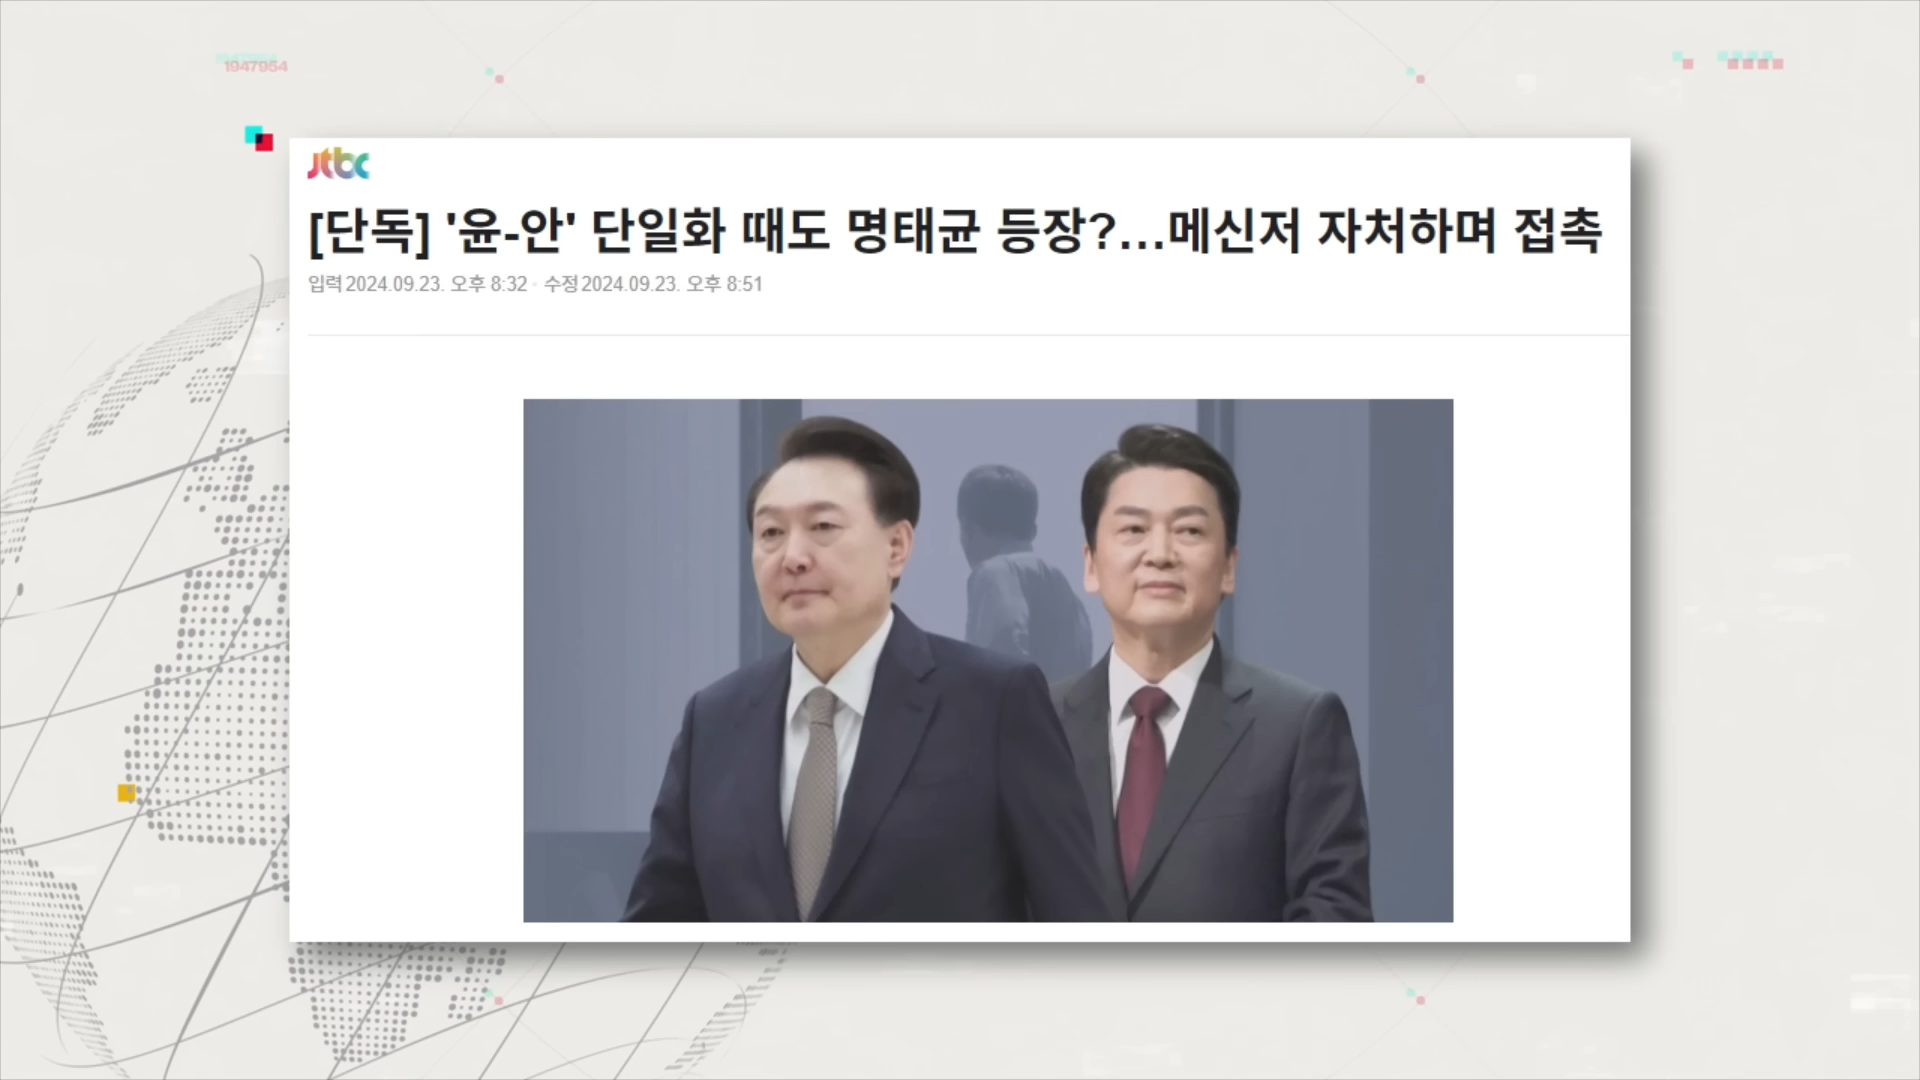 1947954
Jtbc
[단독] '윤-안' 단일화 때도 명태균 등장?...메신저 자처하며 접촉
입력 2024.09.23. 오후 8:32 · 수정 2024.09.23. 오후 8:51